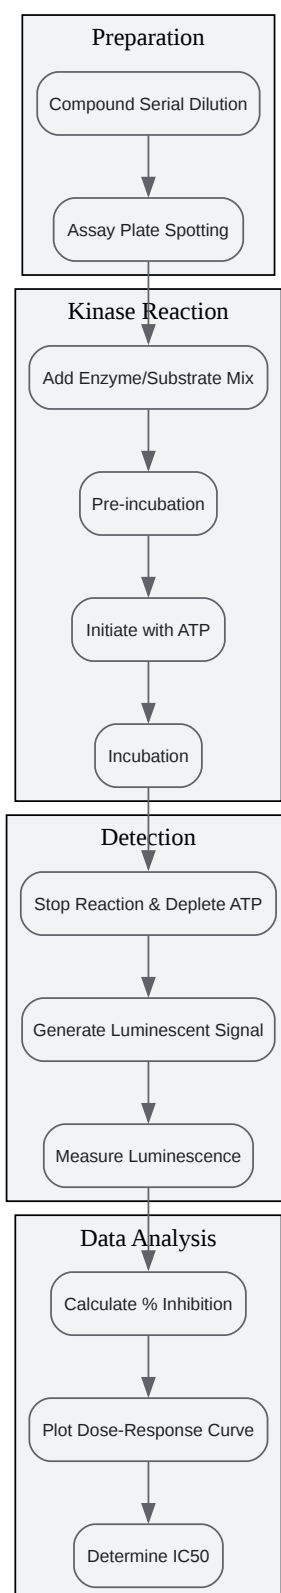 Preparation
Compound Serial Dilution
Assay Plate Spotting
Kinase Reaction
Add Enzyme/Substrate Mix
Pre-incubation
Initiate with ATP
Incubation
Detection
Stop Reaction & Deplete ATP
Generate Luminescent Signal
Measure Luminescence
Data Analysis
Calculate % Inhibition
Plot Dose-Response Curve
Determine IC50